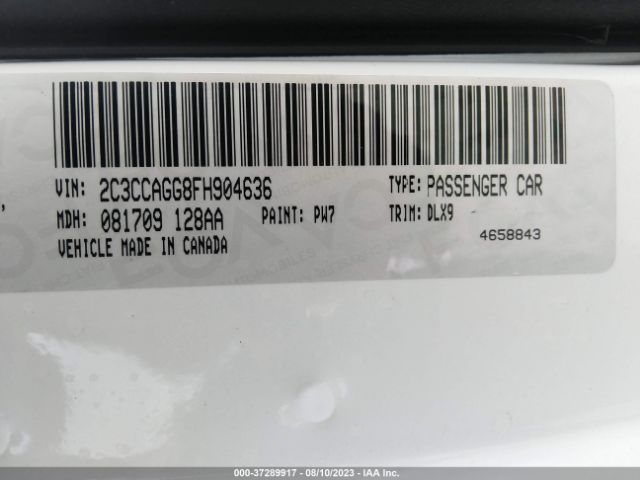 VIN: 2C3CCAGG8FH904636 TYPE: PASSENGER CAR
MDH: 081709 128AA PAINT: PW7 TRIM: DLX9
VEHICLE MADE IN CANADA 4658843
000-37289917 - 08/10/2023 - IAA Inc.